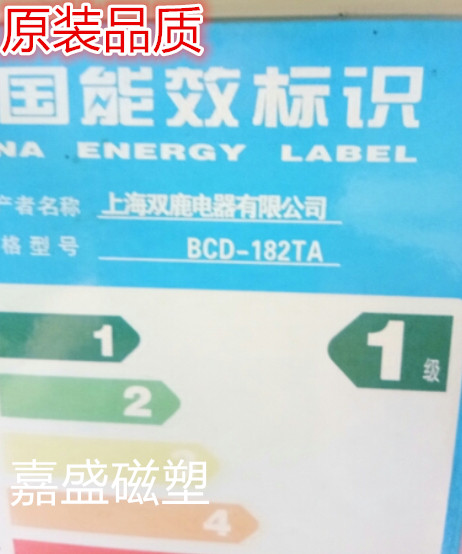 原装品质
国能效标识
NA ENERGY LABEL
产者名称 上海双鹿电器有限公司
格型号 BCD-182TA
1 1级
2
嘉盛磁塑
4